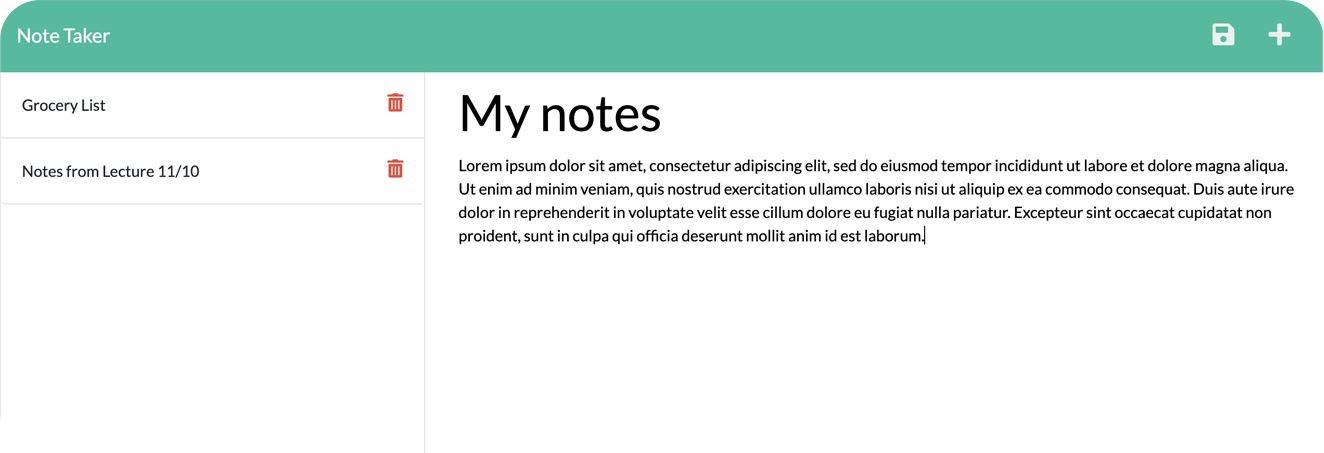 Note Taker
Grocery List
Notes from Lecture 11/10
My notes
Lorem ipsum dolor sit amet, consectetur adipiscing elit, sed do eiusmod tempor incididunt ut labore et dolore magna aliqua.
Ut enim ad minim veniam, quis nostrud exercitation ullamco laboris nisi ut aliquip ex ea commodo consequat. Duis aute irure
dolor in reprehenderit in voluptate velit esse cillum dolore eu fugiat nulla pariatur. Excepteur sint occaecat cupidatat non
proident, sunt in culpa qui officia deserunt mollit anim id est laborum.